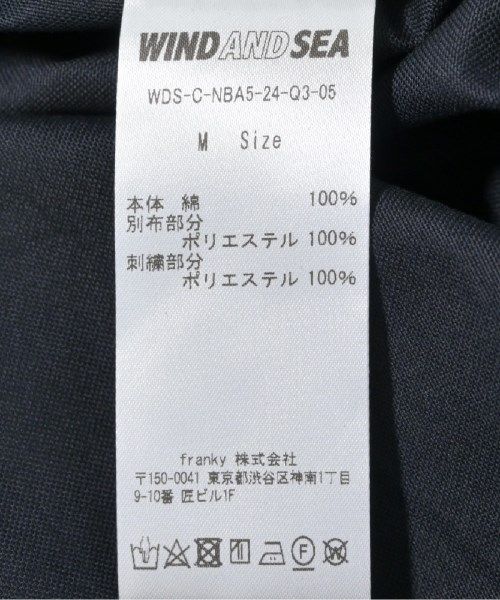 WIND AND SEA
WDS-C-NBA5-24-Q3-05
M Size
本体 綿 100%
別布部分
ポリエステル 100%
刺繍部分
ポリエステル 100%
franky 株式会社
〒150-0041 東京都渋谷区神南1丁目
9-10番 匠ビル1F
F W